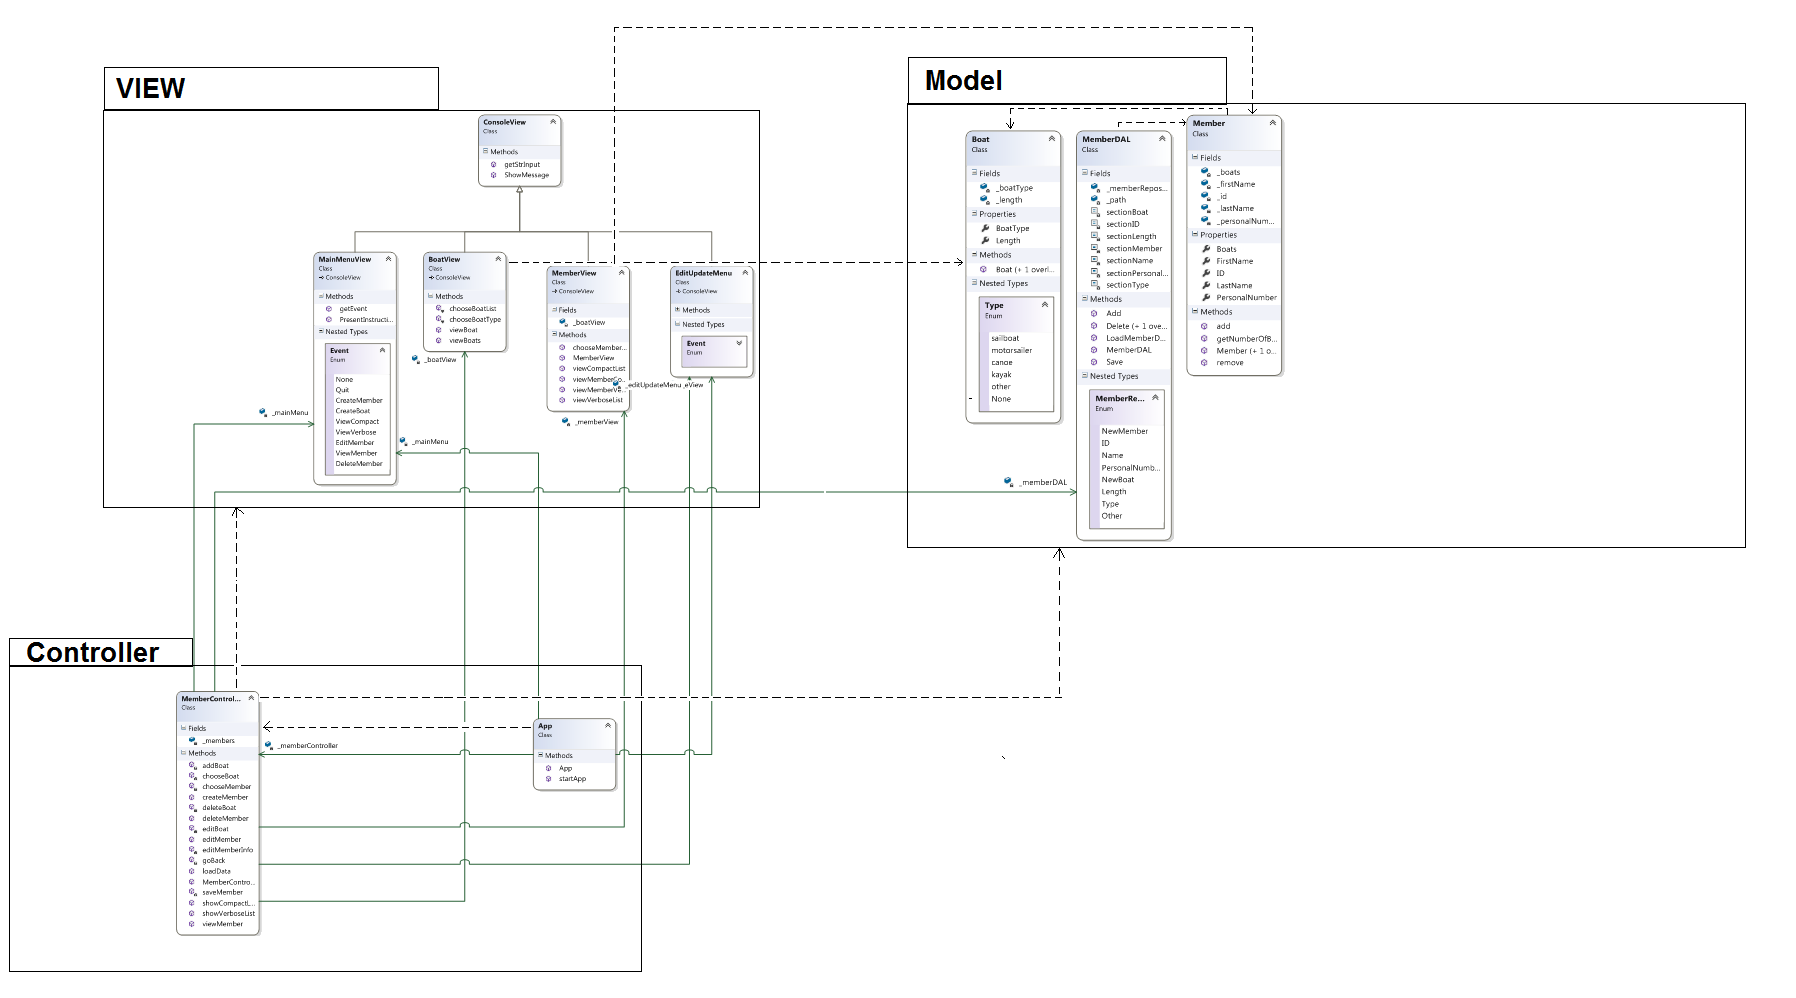 VIEW
ConsoleView
Class
Methods
getStrInput
ShowMessage
MainMenuView
Class
ConsoleView
Methods
getEvent
PresentInstructi...
Nested Types
Event
Enum
None
Quit
CreateMember
CreateBoat
ViewCompact
ViewVerbose
EditMember
ViewMember
DeleteMember
BoatView
Class
ConsoleView
Methods
chooseBoatList
chooseBoatType
viewBoat
viewBoats
MemberView
Class
ConsoleView
Fields
_boatView
Methods
chooseMember...
MemberView
viewCompactList
viewMemberCo...
viewMemberVe...
viewVerboseList
EditUpdateMenu
Class
ConsoleView
Methods
Nested Types
Event
Enum
_boatView
_editUpdateMenu
_memberView
_mainMenu
_mainMenu
Model
Boat
Class
Fields
_boatType
_length
Properties
BoatType
Length
Methods
Boat (+ 1 overl...
Nested Types
Type
Enum
sailboat
motorsailer
canoe
kayak
other
None
MemberDAL
Class
Fields
_memberRepos...
_path
sectionBoat
sectionID
sectionLength
sectionMember
sectionName
sectionPersonal...
sectionType
Methods
Add
Delete (+ 1 ove...
LoadMemberD...
MemberDAL
Save
Nested Types
MemberRe...
Enum
NewMember
ID
Name
PersonalNumb...
NewBoat
Length
Type
Other
Member
Class
Fields
_boats
_firstName
_id
_lastName
_personalNum...
Properties
Boats
FirstName
ID
LastName
PersonalNumber
Methods
add
getNumberOfB...
Member (+ 1 o...
remove
_memberDAL
Controller
MemberControl...
Class
Fields
_members
Methods
addBoat
chooseBoat
chooseMember
createMember
deleteBoat
deleteMember
editBoat
editMember
editMemberInfo
goBack
loadData
MemberContro...
saveMember
showCompactL...
showVerboseList
viewMember
_memberController
App
Class
Methods
App
startApp